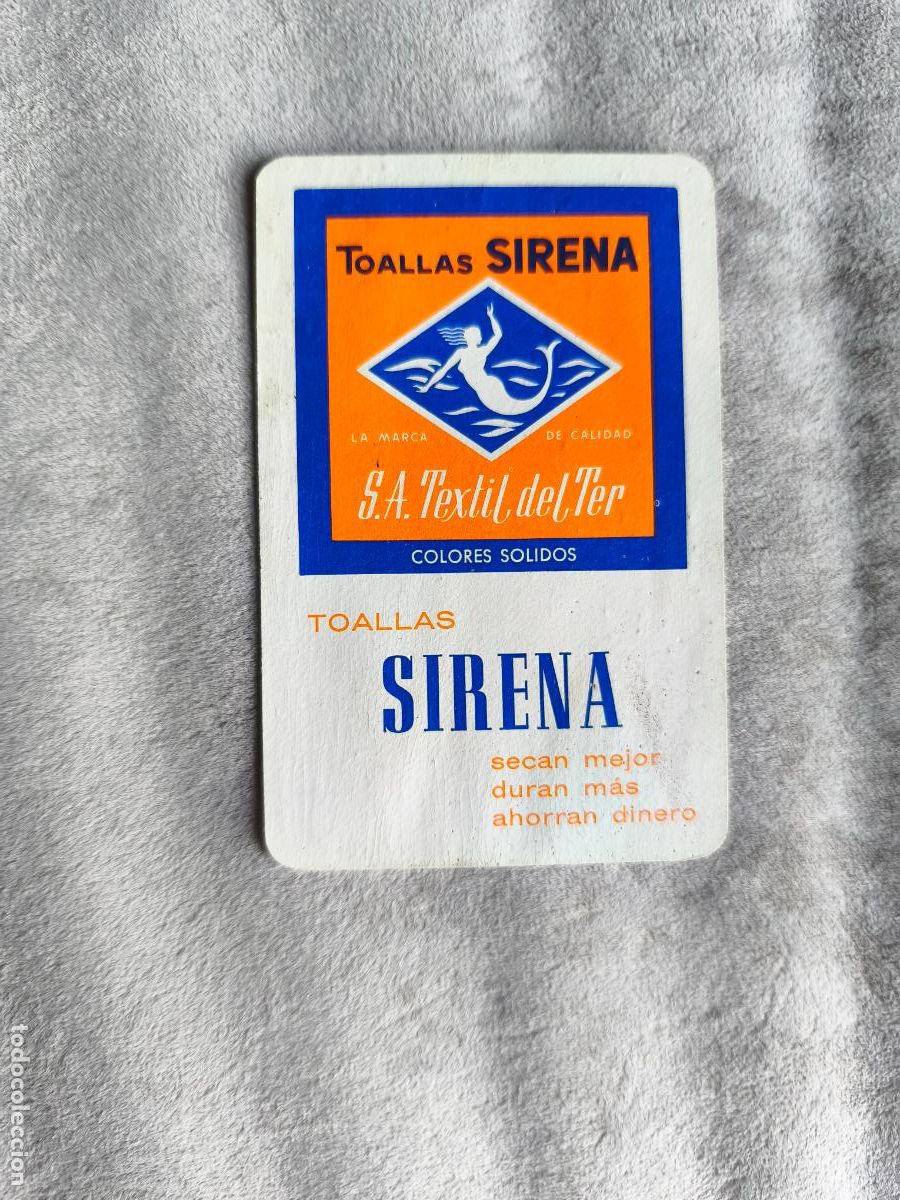 TOALLAS SIRENA
LA MARCA DE CALIDAD
S.A. Textil del Ter
COLORES SOLIDOS
TOALLAS
SIRENA
secan mejor
duran más
ahorran dinero
todocoleccion